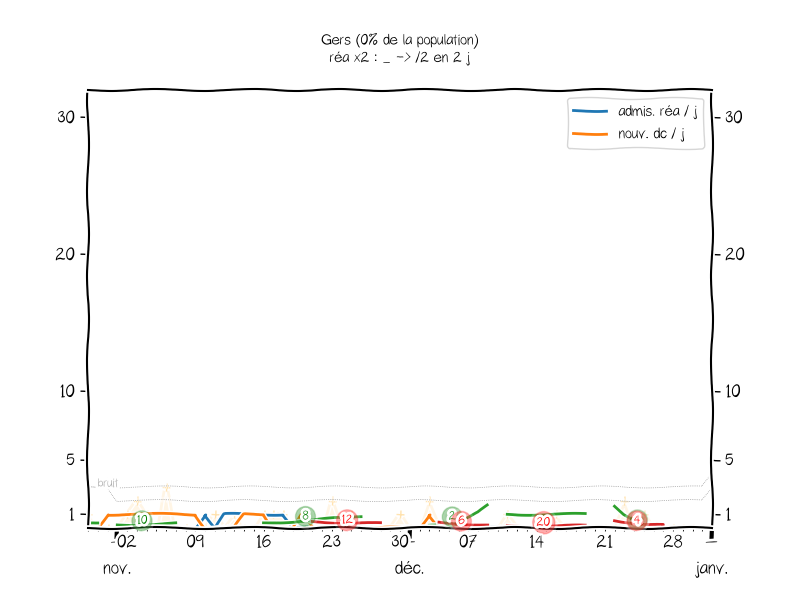 Gers (0% de la population)
réa x2 : _ -> /2 en 2 j
admis. réa / j
nouv. dc / j
30 30
20 20
10 10
5 5
bruit
1 1
10 8 12 2 6 20 4
02 09 16 23 30 07 14 21 28
nov. déc. janv.